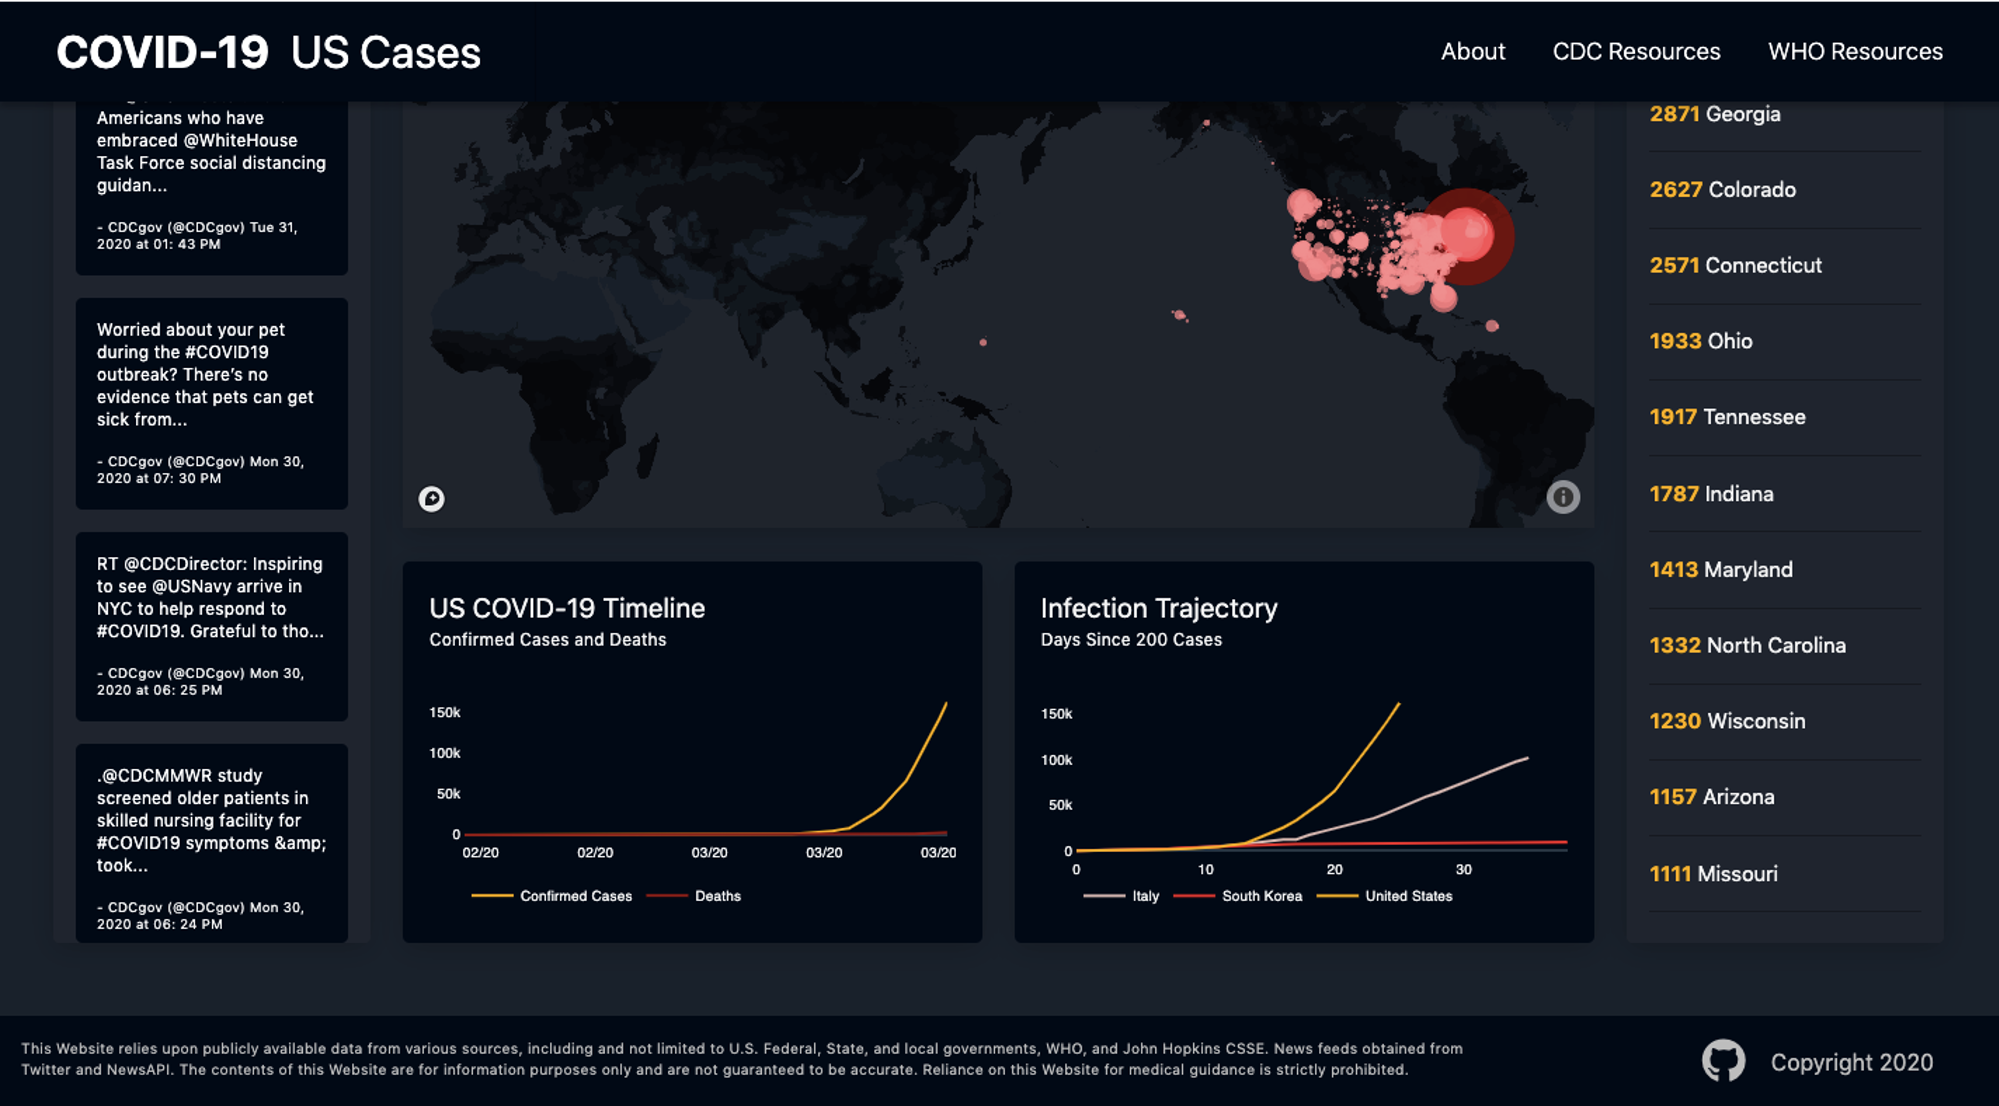 COVID-19 US Cases
About
CDC Resources
WHO Resources
Americans who have
embraced @WhiteHouse
Task Force social distancing
guidan...
- CDCgov (@CDCgov) Tue 31,
2020 at 01: 43 PM
Worried about your pet
during the #COVID19
outbreak? There's no
evidence that pets can get
sick from...
- CDCgov (@CDCgov) Mon 30,
2020 at 07: 30 PM
RT @CDCDirector: Inspiring
to see @USNavy arrive in
NYC to help respond to
#COVID19. Grateful to tho...
- CDCgov (@CDCgov) Mon 30,
2020 at 06: 25 PM
.@CDCMMWR study
screened older patients in
skilled nursing facility for
#COVID19 symptoms &amp;
took...
- CDCgov (@CDCgov) Mon 30,
2020 at 06: 24 PM
US COVID-19 Timeline
Confirmed Cases and Deaths
150k
100k
50k
0
02/20 02/20 03/20 03/20 03/20
Confirmed Cases Deaths
Infection Trajectory
Days Since 200 Cases
150k
100k
50k
0
0 10 20 30
Italy South Korea United States
2871 Georgia
2627 Colorado
2571 Connecticut
1933 Ohio
1917 Tennessee
1787 Indiana
1413 Maryland
1332 North Carolina
1230 Wisconsin
1157 Arizona
1111 Missouri
This Website relies upon publicly available data from various sources, including and not limited to U.S. Federal, State, and local governments, WHO, and John Hopkins CSSE. News feeds obtained from
Twitter and NewsAPI. The contents of this Website are for information purposes only and are not guaranteed to be accurate. Reliance on this Website for medical guidance is strictly prohibited.
Copyright 2020